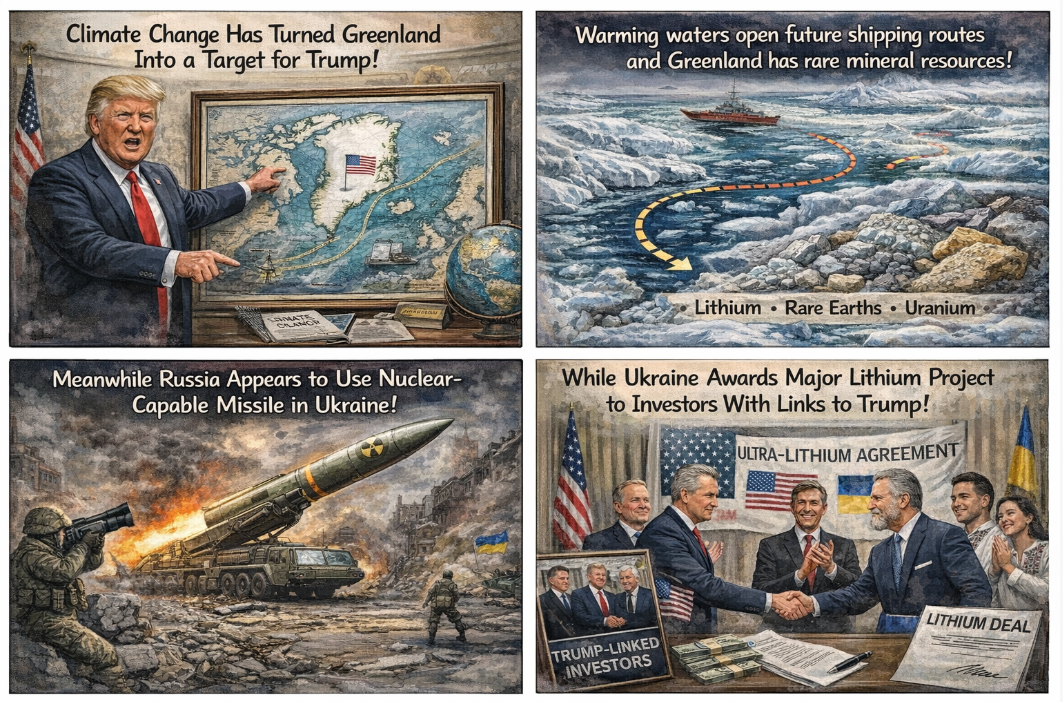 Climate Change Has Turned Greenland
Into a Target for Trump!
Warming waters open future shipping routes
and Greenland has rare mineral resources!
Lithium • Rare Earths • Uranium
Meanwhile Russia Appears to Use Nuclear-
Capable Missile in Ukraine!
While Ukraine Awards Major Lithium Project
to Investors With Links to Trump!
ULTRA-LITHIUM AGREEMENT
TRUMP-LINKED
INVESTORS
LITHIUM DEAL